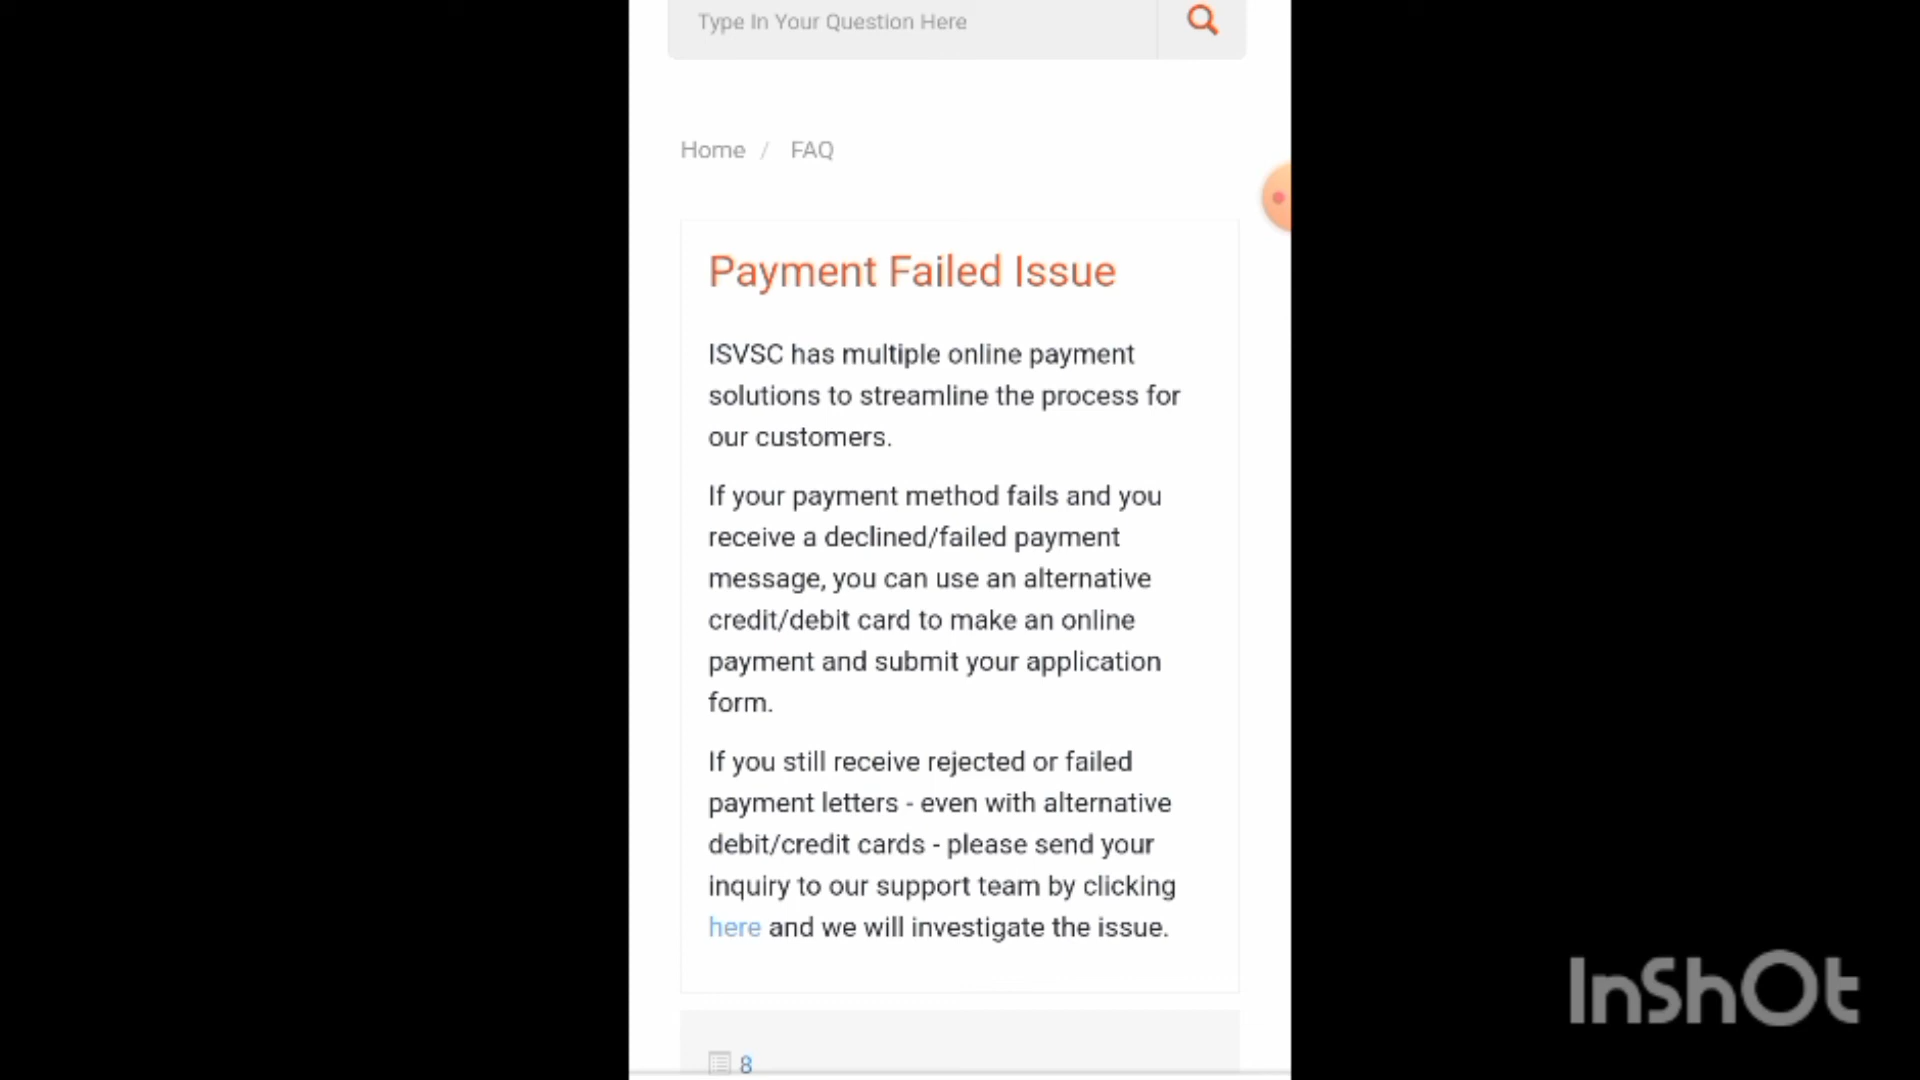 Type In Your Question Here
Home / FAQ
Payment Failed Issue
ISVSC has multiple online payment
solutions to streamline the process for
our customers.
If your payment method fails and you
receive a declined/failed payment
message, you can use an alternative
credit/debit card to make an online
payment and submit your application
form.
If you still receive rejected or failed
payment letters - even with alternative
debit/credit cards - please send your
inquiry to our support team by clicking
here and we will investigate the issue.
8
InShOt